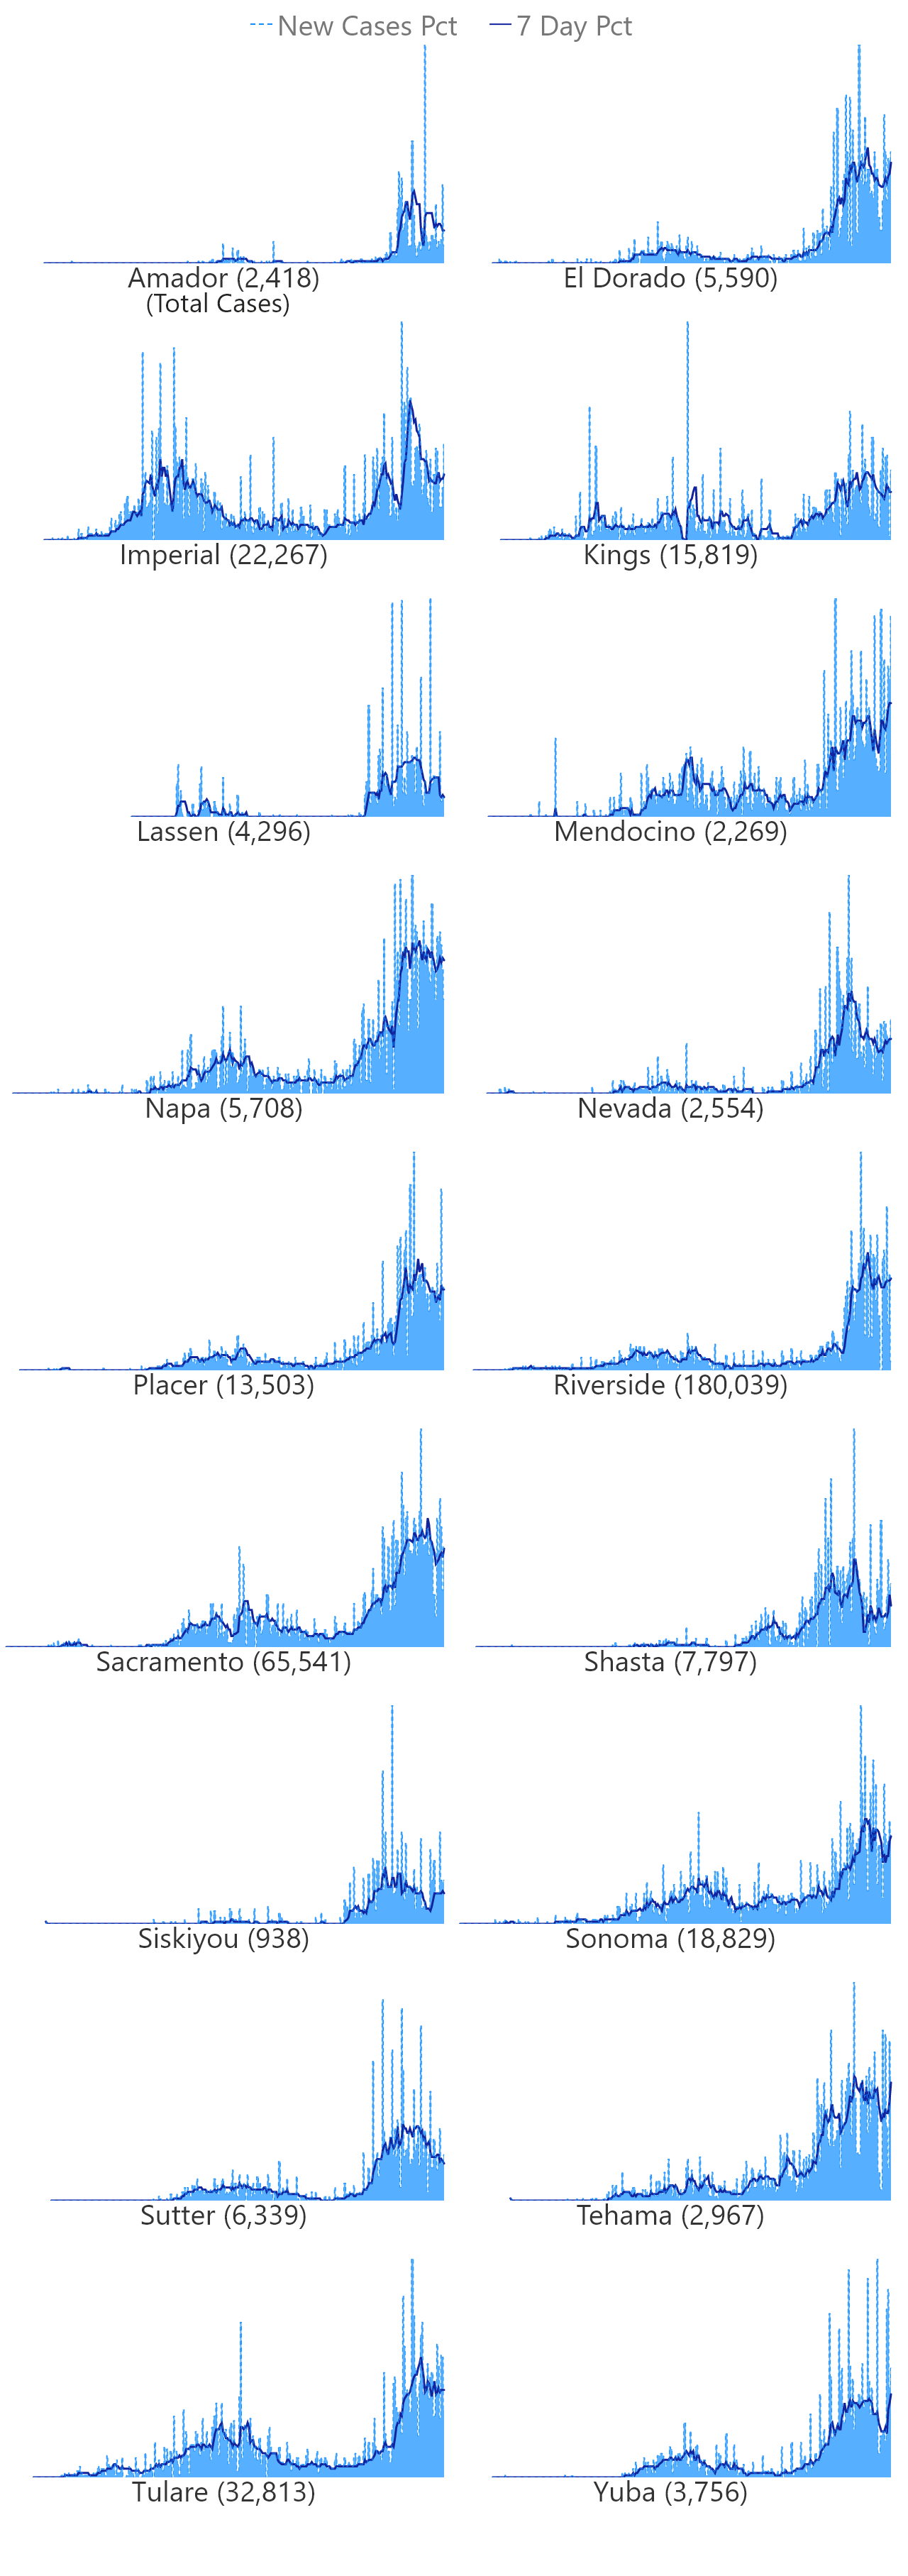 New Cases Pct 7 Day Pct
Amador (2,418) El Dorado (5,590)
(Total Cases)
Imperial (22,267) Kings (15,819)
Lassen (4,296) Mendocino (2,269)
Napa (5,708) Nevada (2,554)
Placer (13,503) Riverside (180,039)
Sacramento (65,541) Shasta (7,797)
Siskiyou (938) Sonoma (18,829)
Sutter (6,339) Tehama (2,967)
Tulare (32,813) Yuba (3,756)